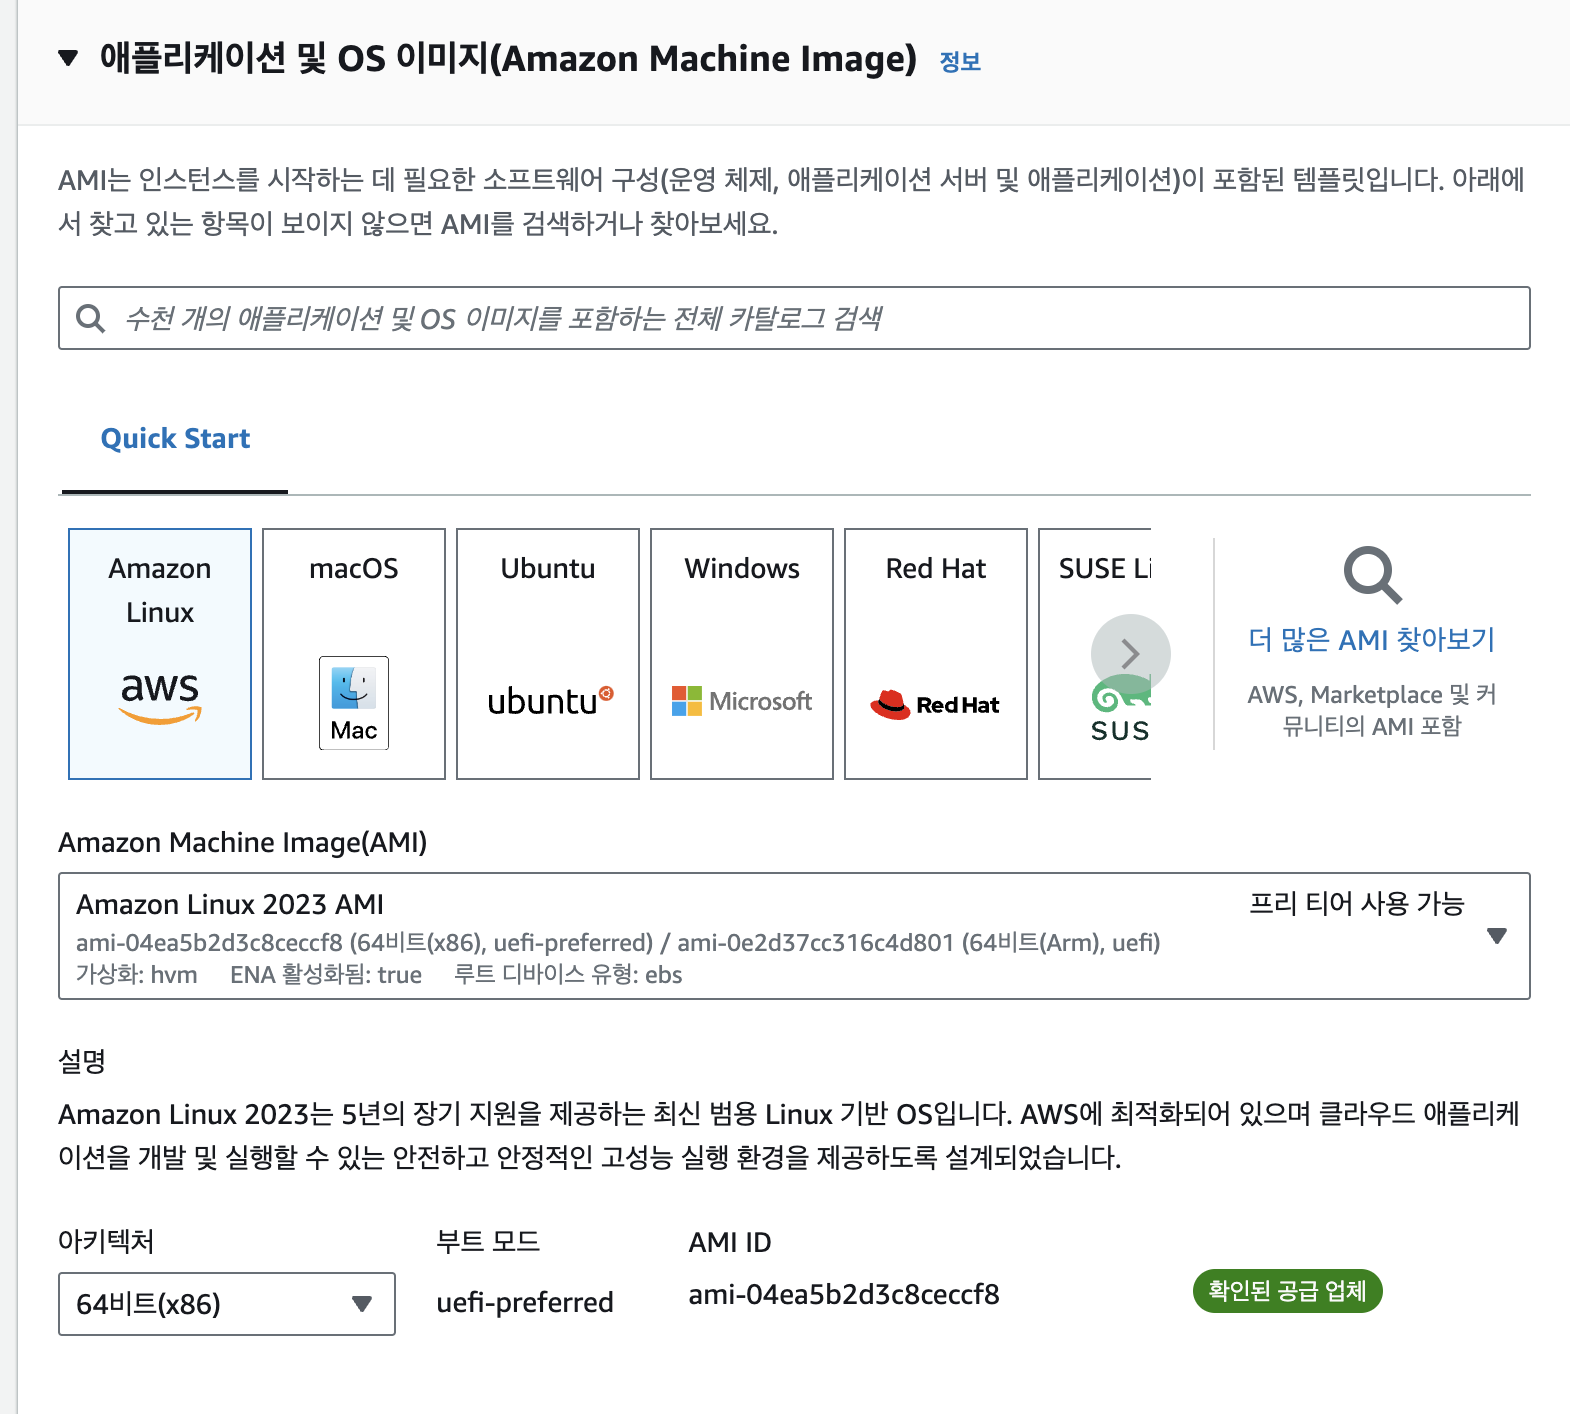 애플리케이션 및 OS 이미지(Amazon Machine Image) 정보
AMI는 인스턴스를 시작하는 데 필요한 소프트웨어 구성(운영 체제, 애플리케이션 서버 및 애플리케이션)이 포함된 템플릿입니다. 아래에
서 찾고 있는 항목이 보이지 않으면 AMI를 검색하거나 찾아보세요.
수천 개의 애플리케이션 및 OS 이미지를 포함하는 전체 카탈로그 검색
Quick Start
Amazon
Linux
aws
macOS
Mac
Ubuntu
ubuntu
Windows
Microsoft
Red Hat
Red Hat
SUSE Li
SUS
더 많은 AMI 찾아보기
AWS, Marketplace 및 커
뮤니티의 AMI 포함
Amazon Machine Image(AMI)
Amazon Linux 2023 AMI
프리 티어 사용 가능
ami-04ea5b2d3c8ceccf8 (64비트(x86), uefi-preferred) / ami-0e2d37cc316c4d801 (64비트(Arm), uefi)
가상화: hvm ENA 활성화됨: true 루트 디바이스 유형: ebs
설명
Amazon Linux 2023는 5년의 장기 지원을 제공하는 최신 범용 Linux 기반 OS입니다. AWS에 최적화되어 있으며 클라우드 애플리케
이션을 개발 및 실행할 수 있는 안전하고 안정적인 고성능 실행 환경을 제공하도록 설계되었습니다.
아키텍처
64비트(x86)
부트 모드
uefi-preferred
AMI ID
ami-04ea5b2d3c8ceccf8
확인된 공급 업체